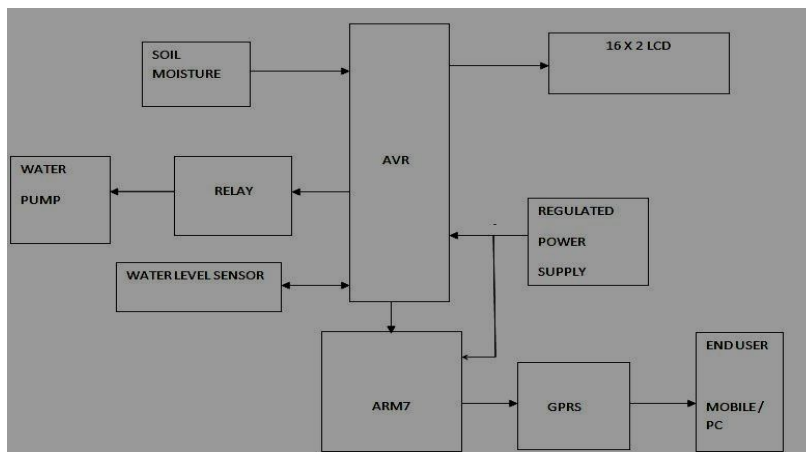 SOIL
MOISTURE
16 X 2 LCD
AVR
WATER
PUMP
RELAY
REGULATED
POWER
SUPPLY
WATER LEVEL SENSOR
ARM7
GPRS
END USER
MOBILE /
PC